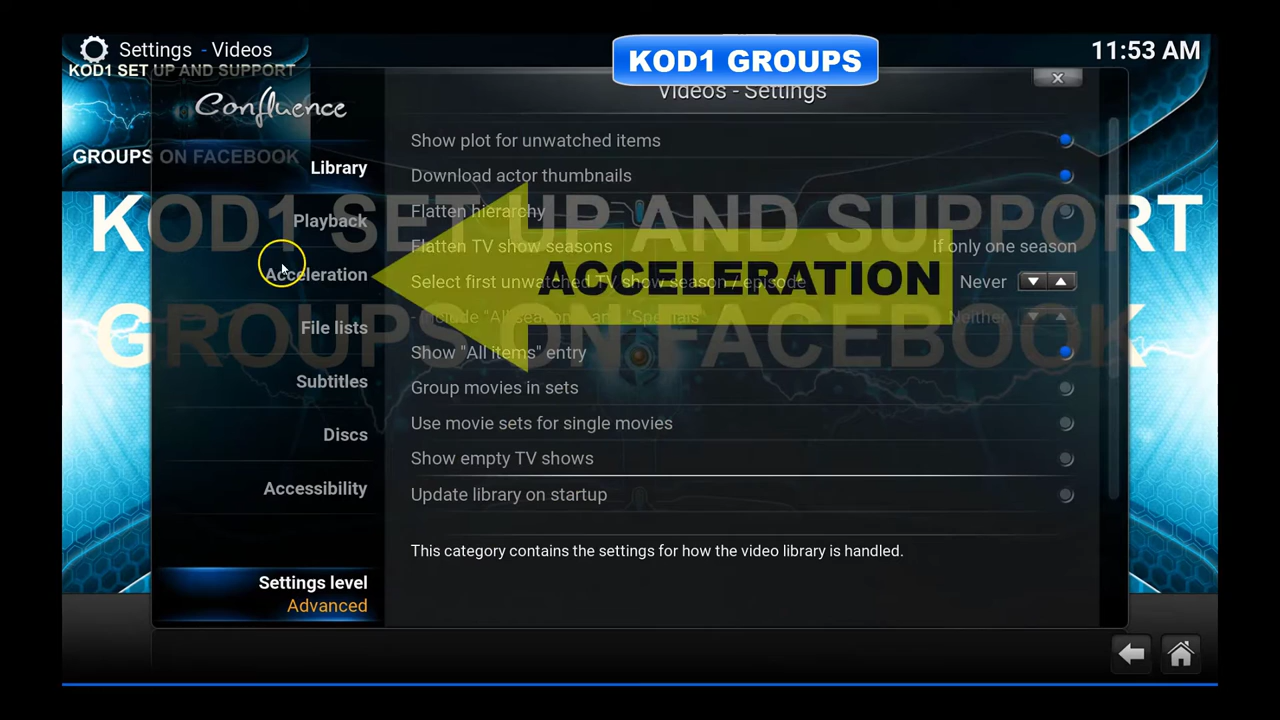 Settings - Videos
KOD1 GROUPS
11:53 AM
KOD1 SET UP AND SUPPORT
GROUPS ON FACEBOOK
Confluence
Videos - Settings
Library
Playback
Acceleration
File lists
Subtitles
Discs
Accessibility
Settings level
Advanced
Show plot for unwatched items
Download actor thumbnails
Flatten hierarchy
Flatten TV show seasons If only one season
Select first unwatched TV show season / episode Never
- Include "All seasons" and "Specials" Neither
Show "All items" entry
Group movies in sets
Use movie sets for single movies
Show empty TV shows
Update library on startup
This category contains the settings for how the video library is handled.
ACCELERATION
KOD1 SET UP AND SUPPORT
GROUPS ON FACEBOOK